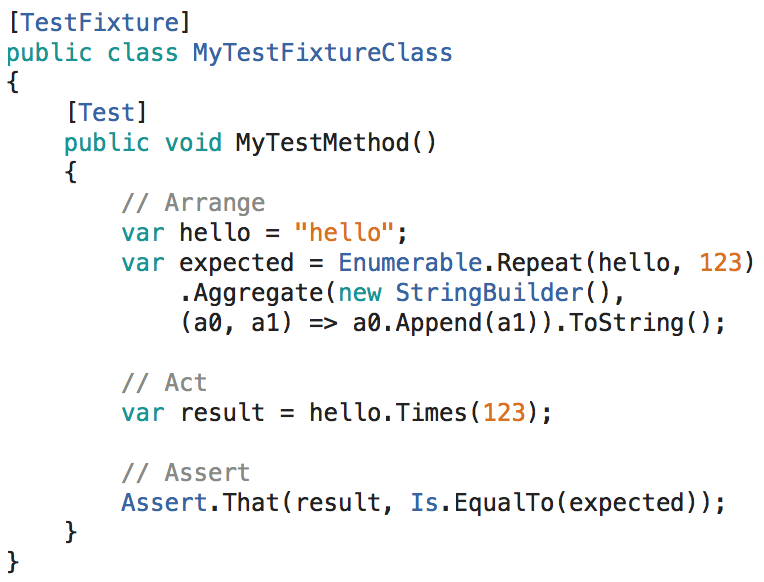 [TestFixture]
public class MyTestFixtureClass
{
    [Test]
    public void MyTestMethod()
    {
        // Arrange
        var hello = "hello";
        var expected = Enumerable.Repeat(hello, 123)
            .Aggregate(new StringBuilder(),
            (a0, a1) => a0.Append(a1)).ToString();

        // Act
        var result = hello.Times(123);

        // Assert
        Assert.That(result, Is.EqualTo(expected));
    }
}